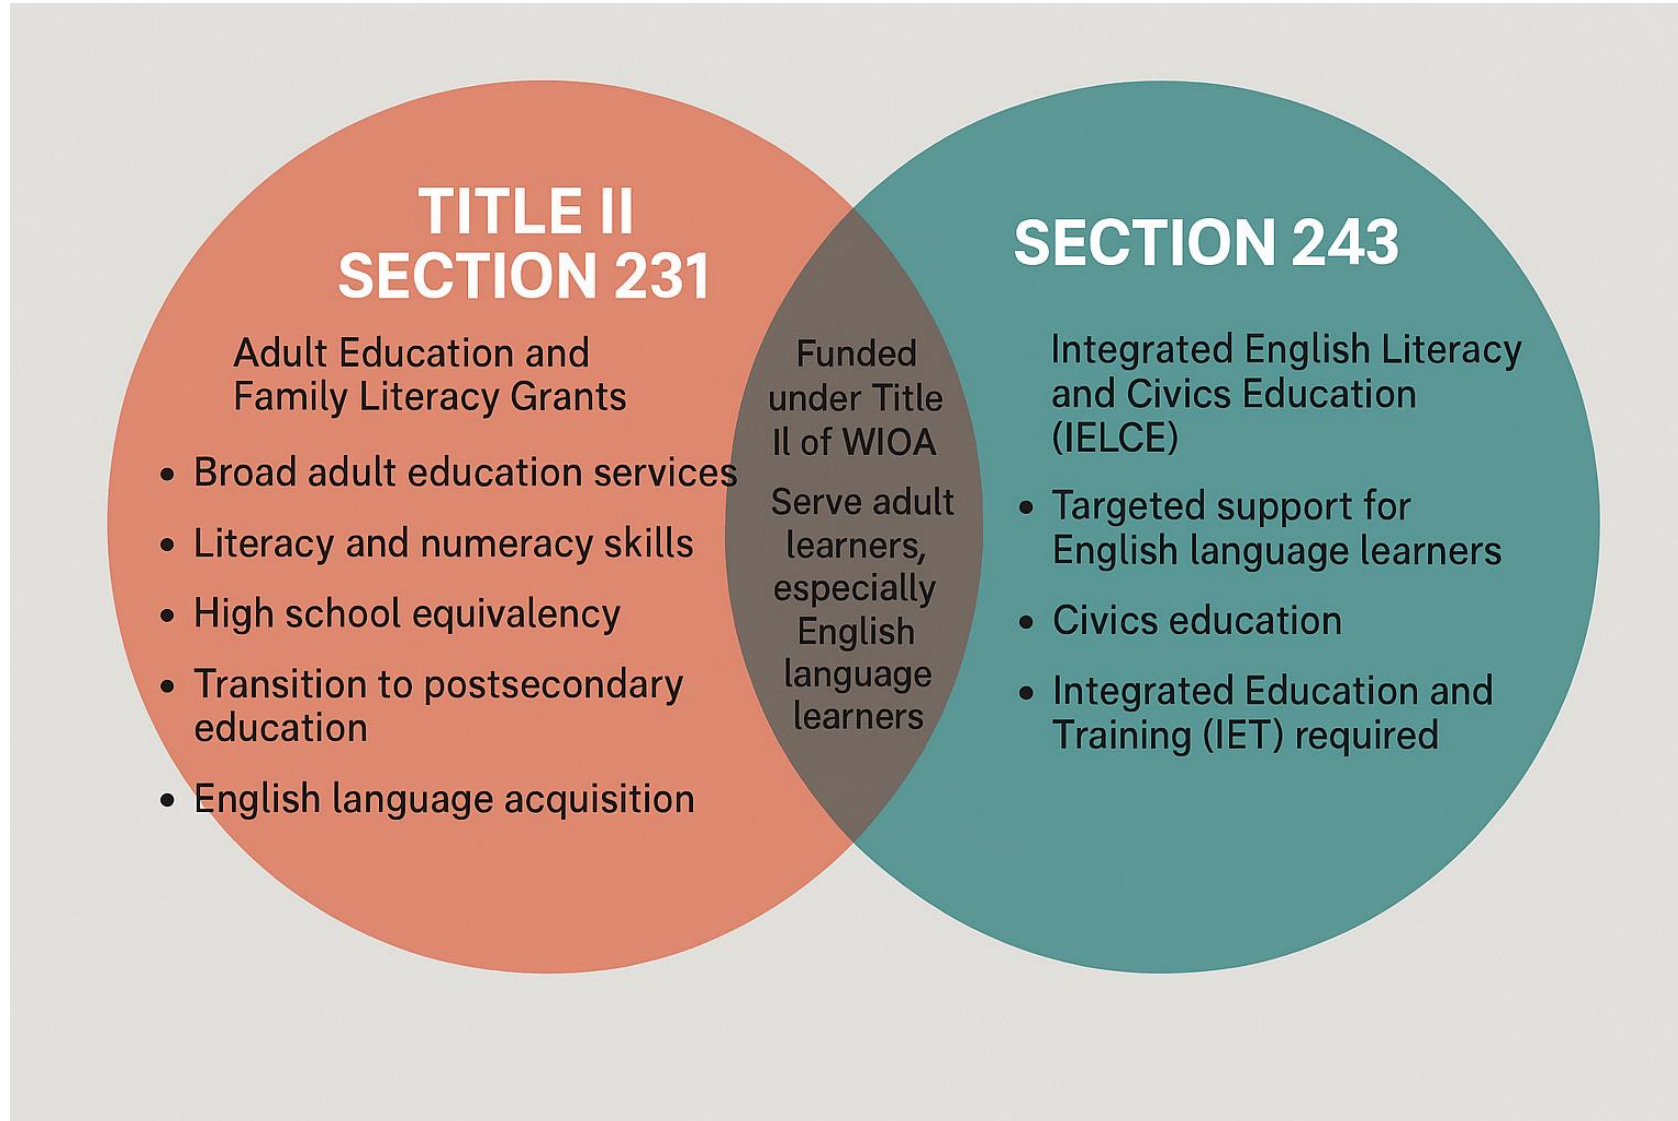 TITLE II
SECTION 231
Adult Education and
Family Literacy Grants
• Broad adult education services
• Literacy and numeracy skills
• High school equivalency
• Transition to postsecondary
education
• English language acquisition
Funded
under Title
II of WIOA
Serve adult
learners,
especially
English
language
learners
SECTION 243
Integrated English Literacy
and Civics Education
(IELCE)
• Targeted support for
English language learners
• Civics education
• Integrated Education and
Training (IET) required